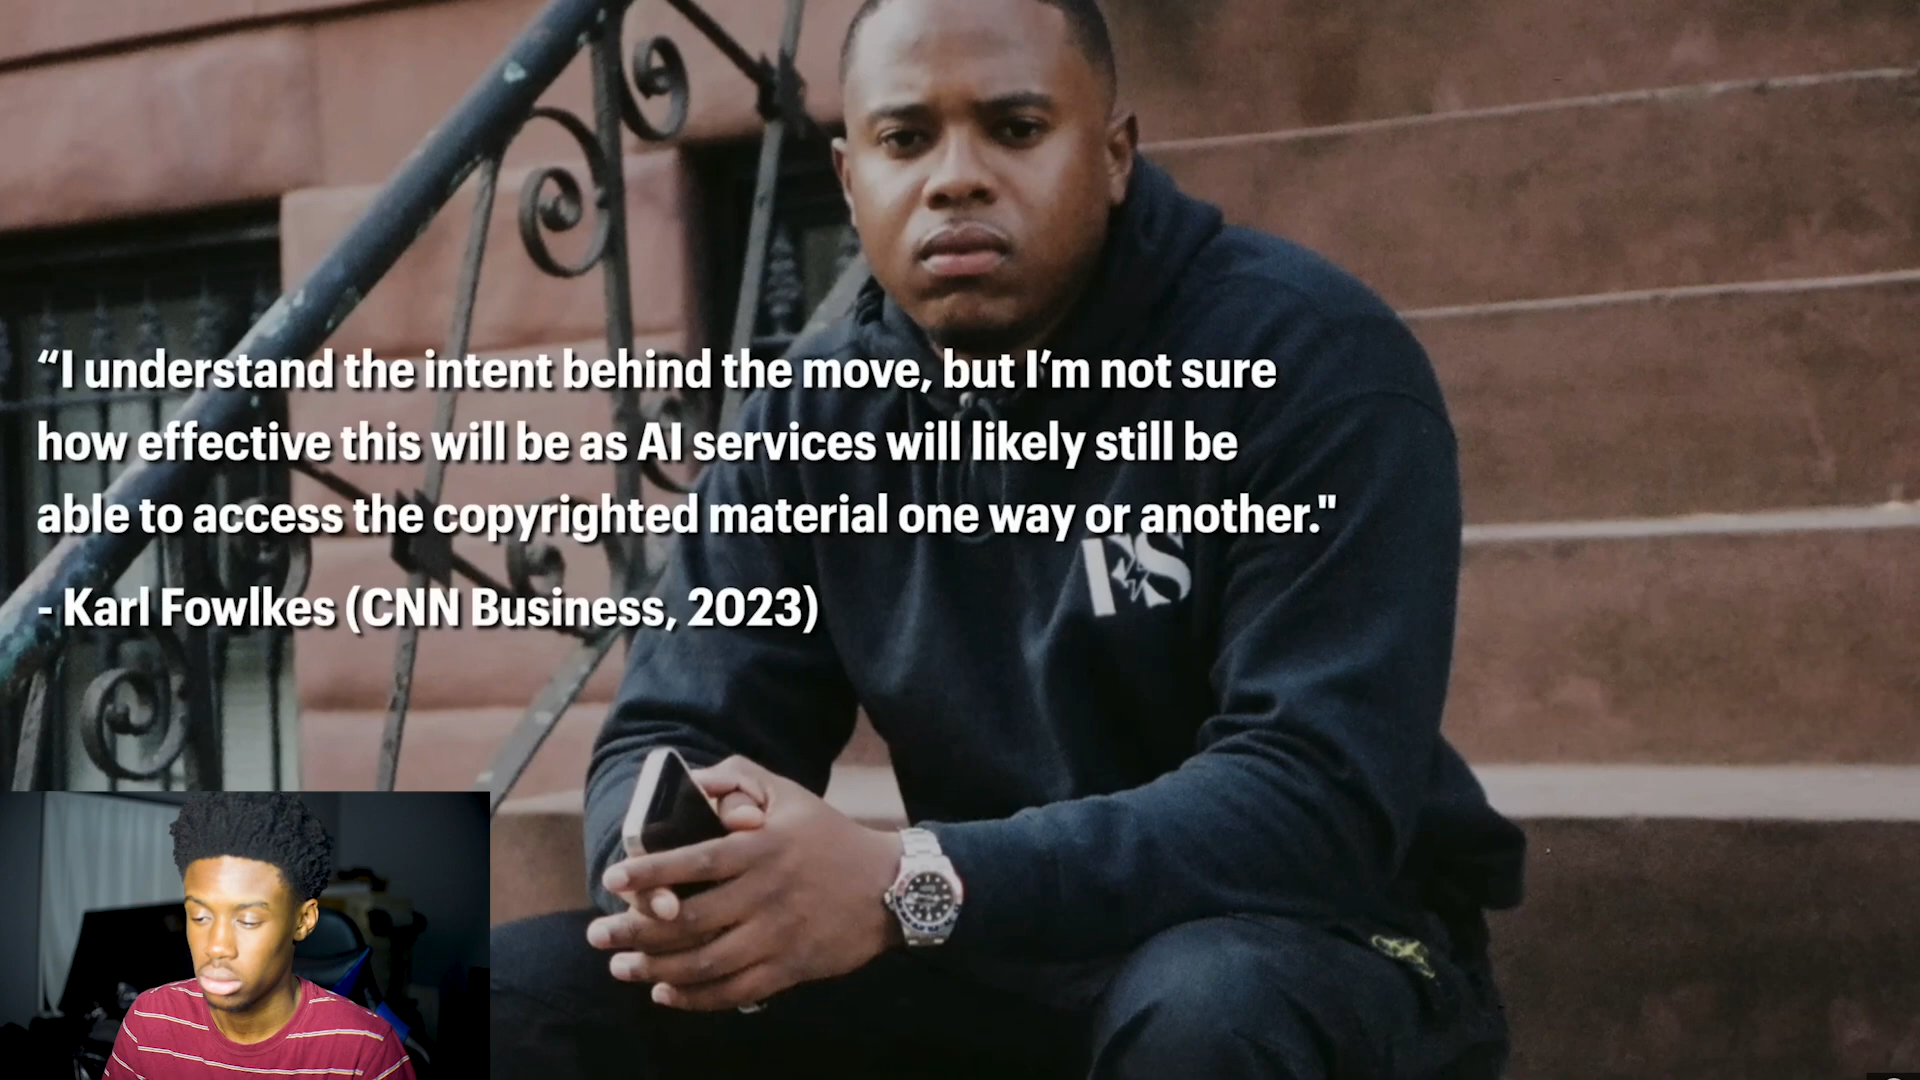 “I understand the intent behind the move, but I’m not sure
how effective this will be as AI services will likely still be
able to access the copyrighted material one way or another."
- Karl Fowlkes (CNN Business, 2023)
FS